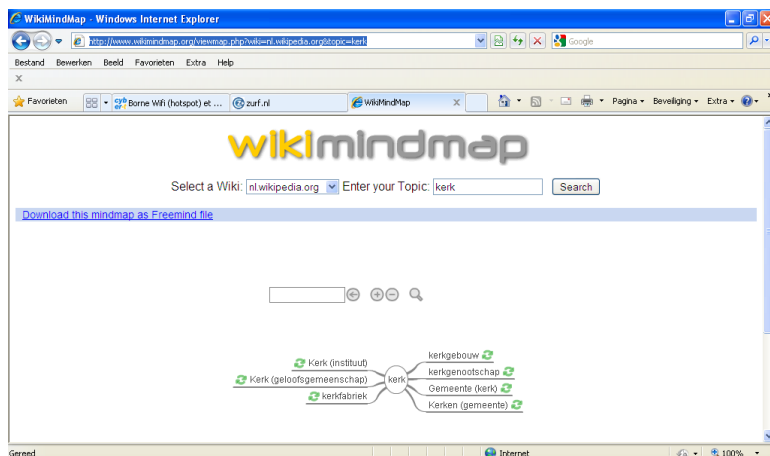 WikiMindMap - Windows Internet Explorer
http://www.wikimindmap.org/viewmap.php?wiki=nl.wikipedia.org&topic=kerk
Google
Bestand Bewerken Beeld Favorieten Extra Help
x
Favorieten Borne Wifi (hotspot) et ... zurf.nl WikiMindMap x Pagina Beveiliging Extra
wikimindmap
Select a Wiki: nl.wikipedia.org Enter your Topic: kerk Search
Download this mindmap as Freemind file
kerkgebouw
Kerk (instituut)
kerkgenootschap
Kerk (geloofsgemeenschap)
kerk
Gemeente (kerk)
kerkfabriek
Kerken (gemeente)
Gereed Internet 100%